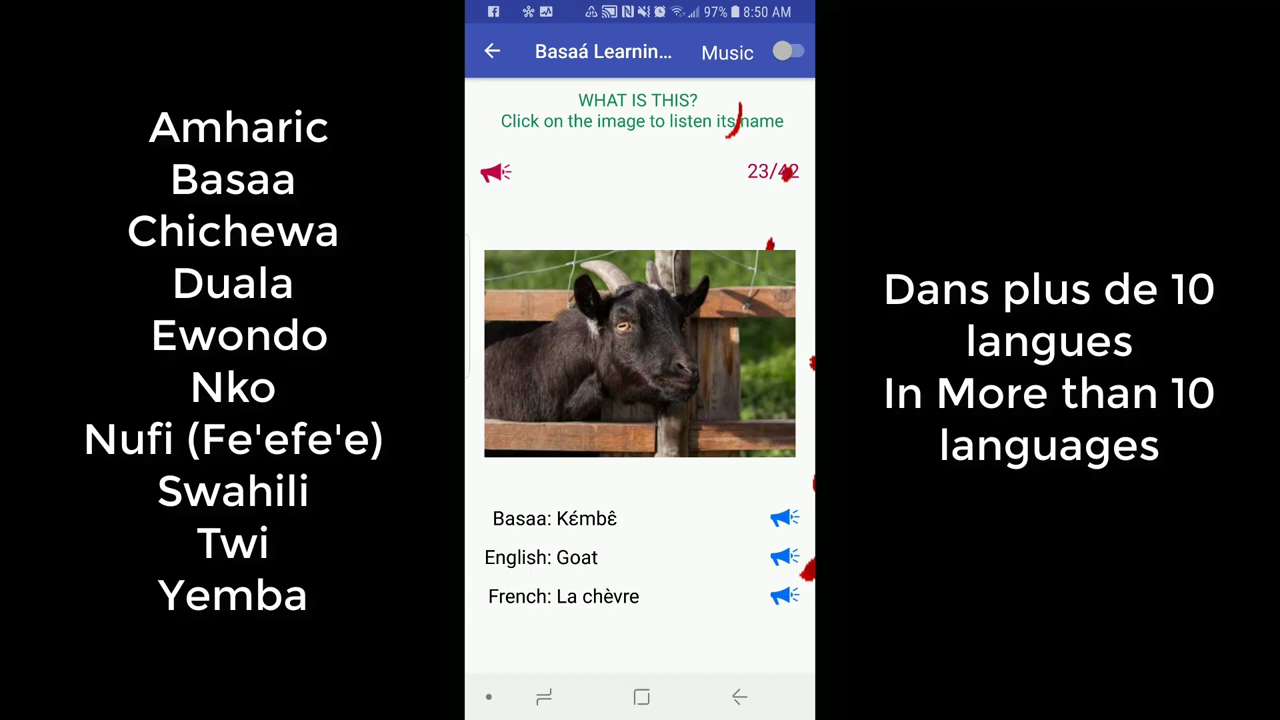 Amharic
Basaa
Chichewa
Duala
Ewondo
Nko
Nufi (Fe'efe'e)
Swahili
Twi
Yemba
97% 8:50 AM
Basaá Learnin... Music
WHAT IS THIS?
Click on the image to listen its name
23/42
Basaa: Kɛ́mbɛ̂
English: Goat
French: La chèvre
Dans plus de 10
langues
In More than 10
languages